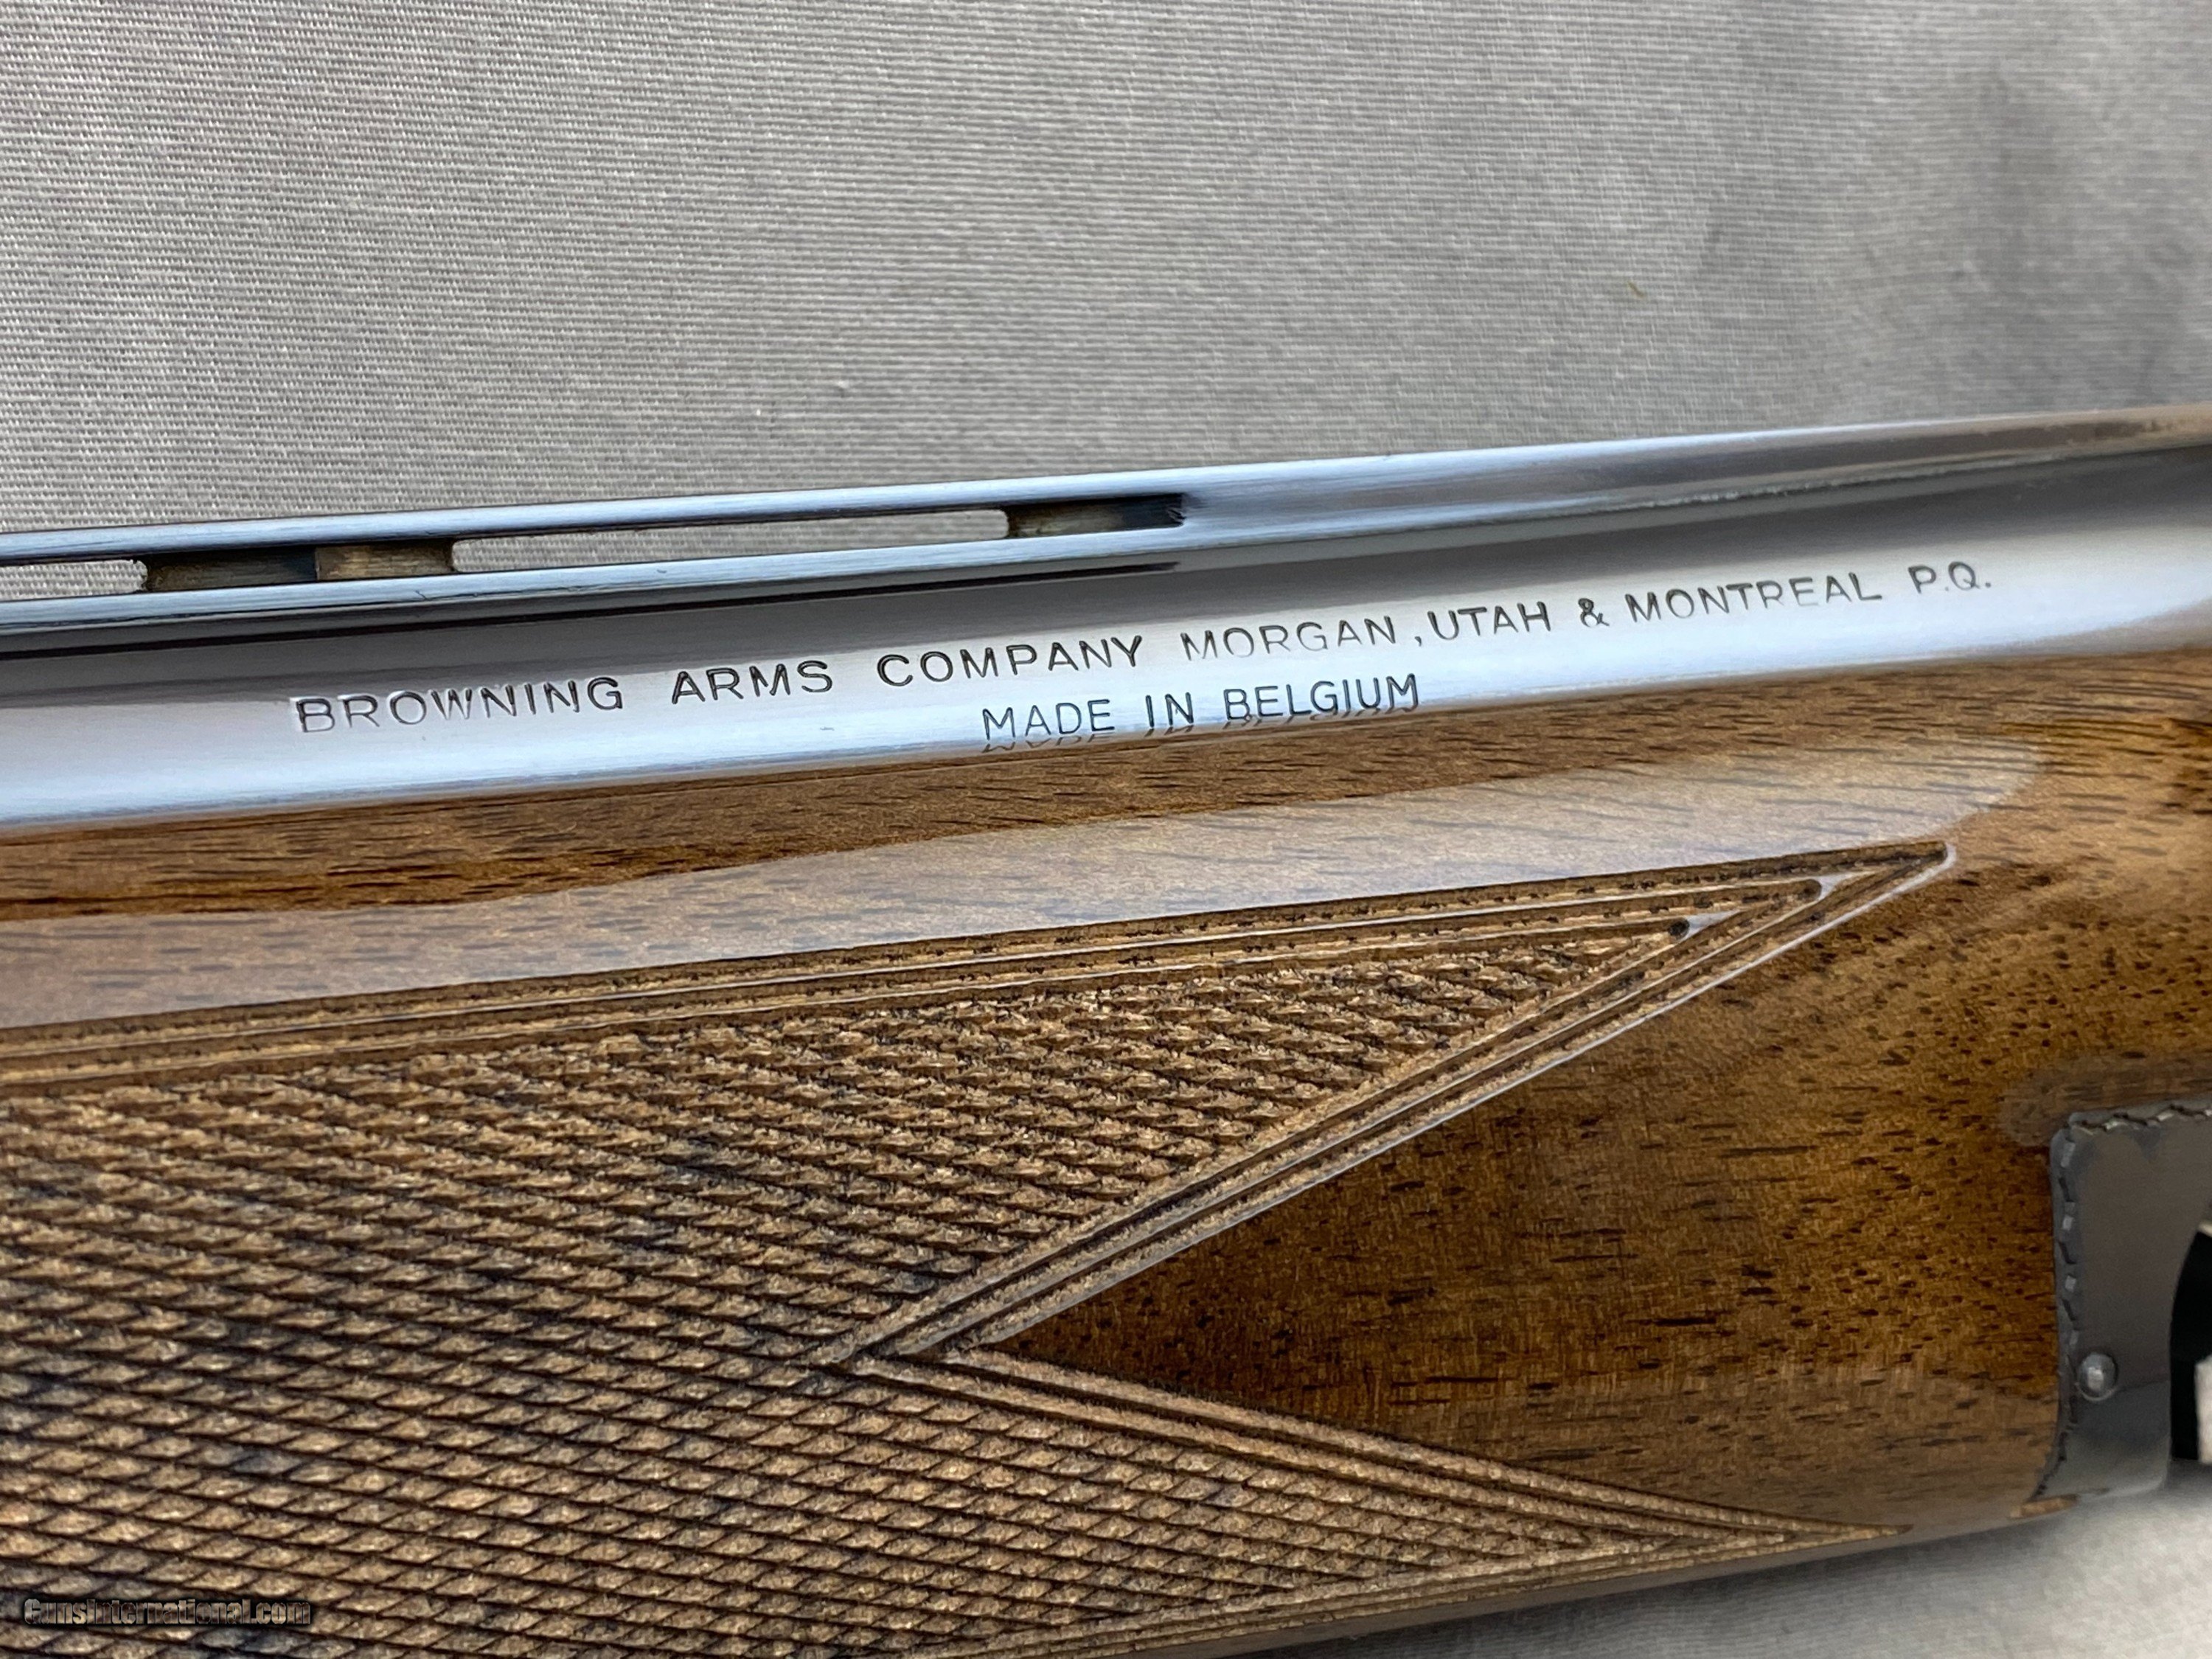 BROWNING ARMS COMPANY MORGAN, UTAH & MONTREAL P.Q.
MADE IN BELGIUM
GunsInternational.com